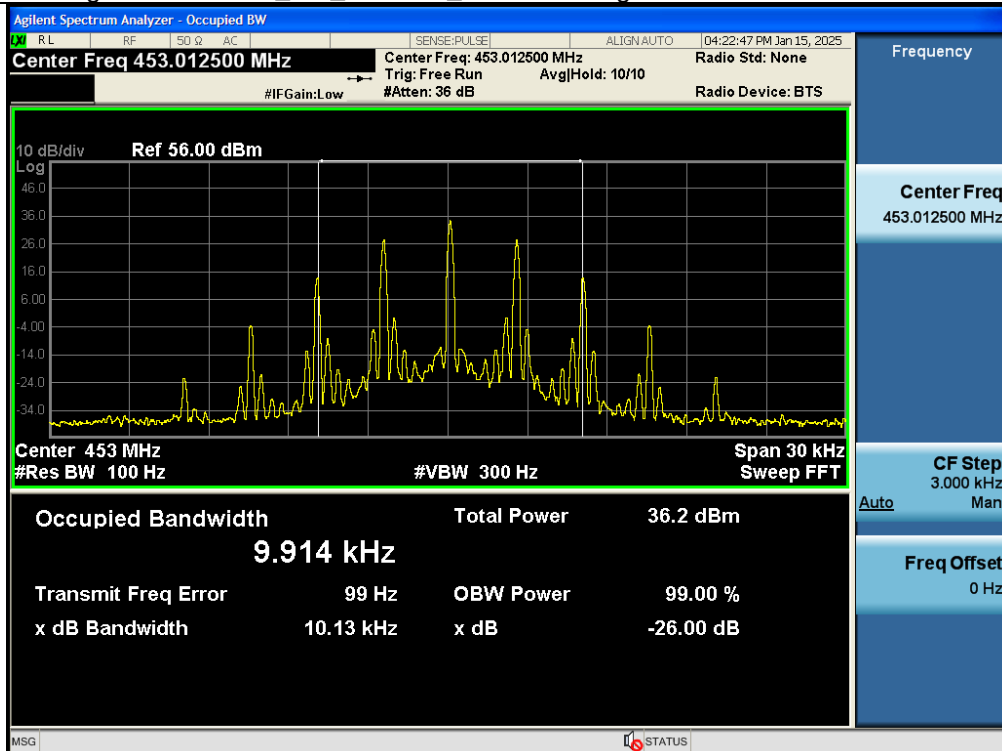 Agilent Spectrum Analyzer - Occupied BW
LXI RL RF 50 Ω AC SENSE:PULSE ALIGN AUTO 04:22:47 PM Jan 15, 2025
Center Freq 453.012500 MHz Center Freq: 453.012500 MHz Radio Std: None
Trig: Free Run Avg|Hold: 10/10
#IFGain:Low #Atten: 36 dB Radio Device: BTS
10 dB/div Ref 56.00 dBm
Log
46.0
36.0
26.0
16.0
6.00
-4.00
-14.0
-24.0
-34.0
Center 453 MHz Span 30 kHz
#Res BW 100 Hz #VBW 300 Hz Sweep FFT
Occupied Bandwidth Total Power 36.2 dBm
9.914 kHz
Transmit Freq Error 99 Hz OBW Power 99.00 %
x dB Bandwidth 10.13 kHz x dB -26.00 dB
Frequency
Center Freq
453.012500 MHz
CF Step
3.000 kHz
Auto Man
Freq Offset
0 Hz
MSG STATUS